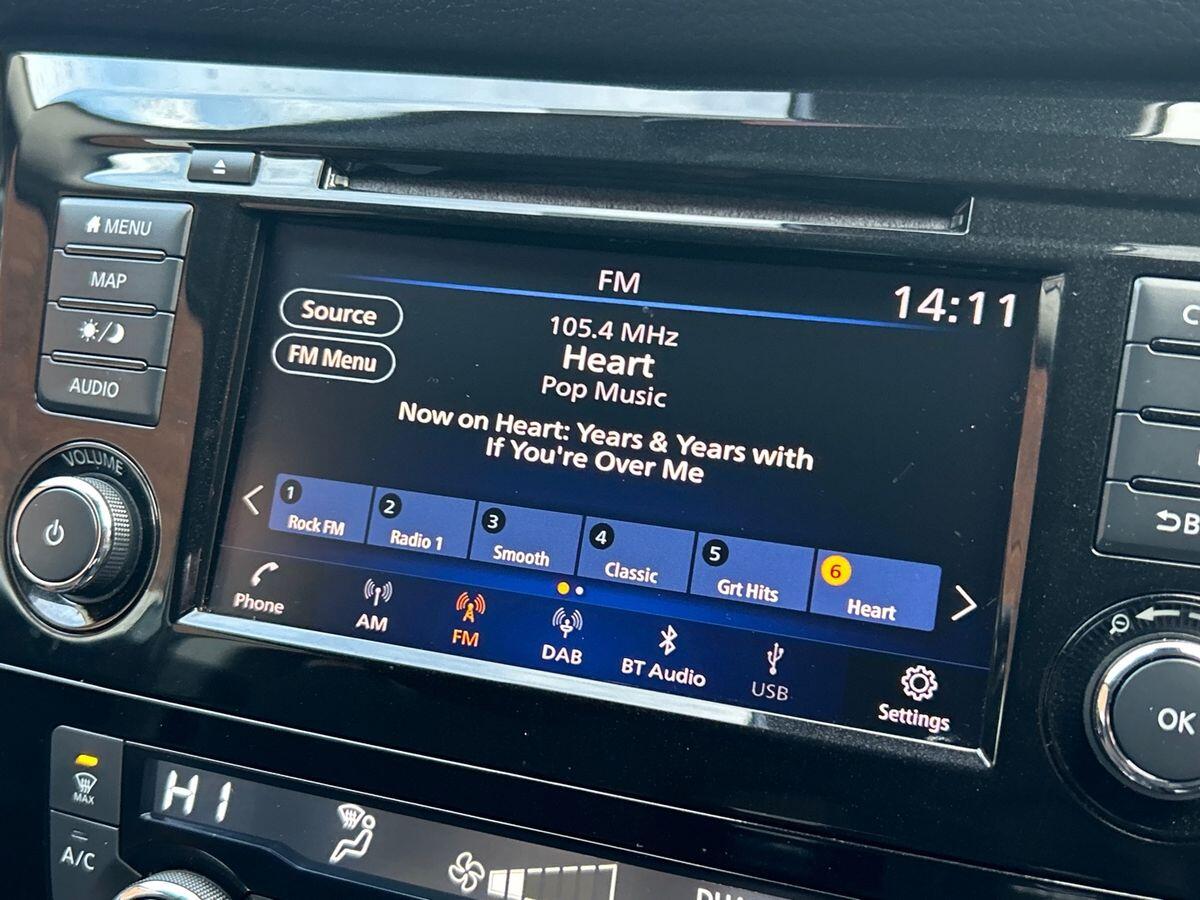 MENU
MAP
AUDIO
VOLUME
FM
14:11
Source
FM Menu
105.4 MHz
Heart
Pop Music
Now on Heart: Years & Years with
If You're Over Me
1 Rock FM
2 Radio 1
3 Smooth
4 Classic
5 Grt Hits
6 Heart
Phone
AM
FM
DAB
BT Audio
USB
Settings
OK
MAX
HI
A/C